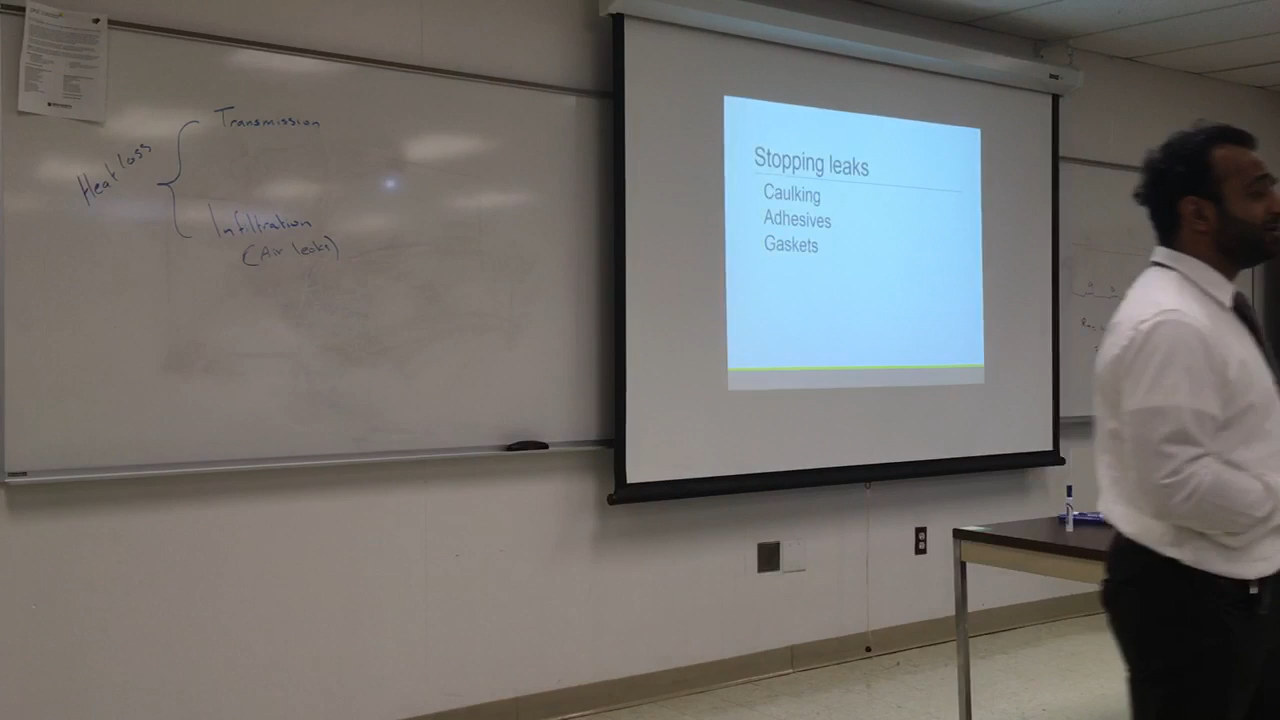 Heat loss
Transmission
Infiltration
(Air leaks)
Stopping leaks
Caulking
Adhesives
Gaskets